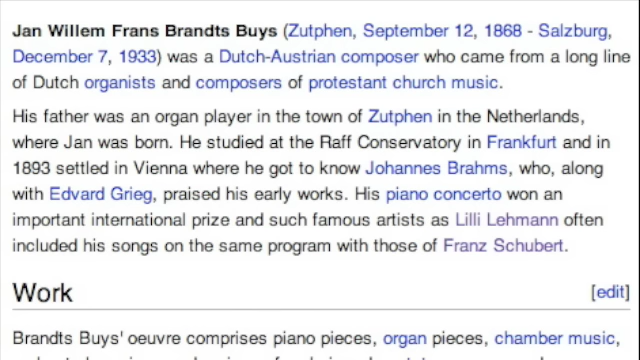 Jan Willem Frans Brandts Buys (Zutphen, September 12, 1868 - Salzburg,
December 7, 1933) was a Dutch-Austrian composer who came from a long line
of Dutch organists and composers of protestant church music.
His father was an organ player in the town of Zutphen in the Netherlands,
where Jan was born. He studied at the Raff Conservatory in Frankfurt and in
1893 settled in Vienna where he got to know Johannes Brahms, who, along
with Edvard Grieg, praised his early works. His piano concerto won an
important international prize and such famous artists as Lilli Lehmann often
included his songs on the same program with those of Franz Schubert.
Work
[edit]
Brandts Buys' oeuvre comprises piano pieces, organ pieces, chamber music,